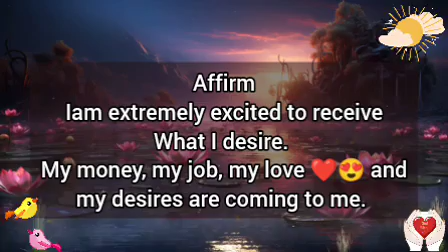 Affirm
Iam extremely excited to receive
What I desire.
My money, my job, my love ❤️😍 and
my desires are coming to me.